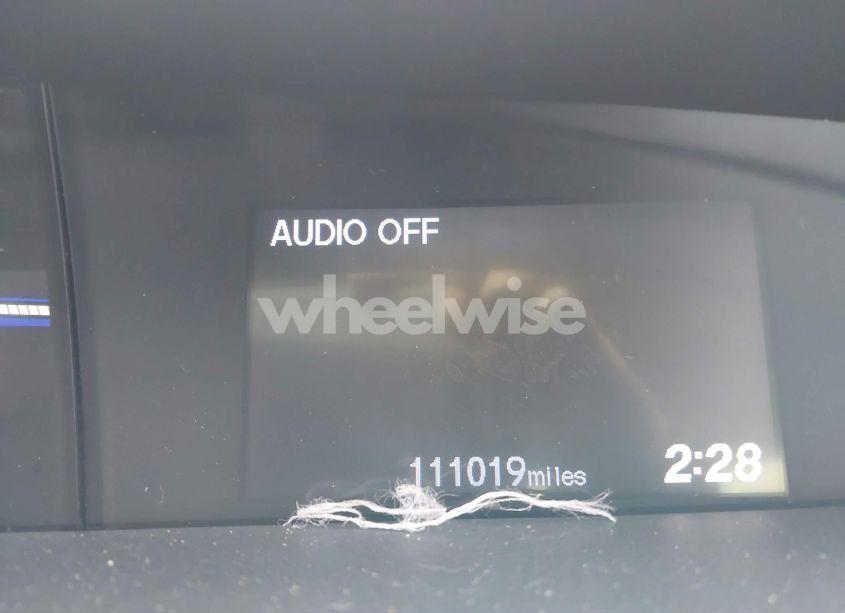 AUDIO OFF
wheelwise
111019miles
2:28